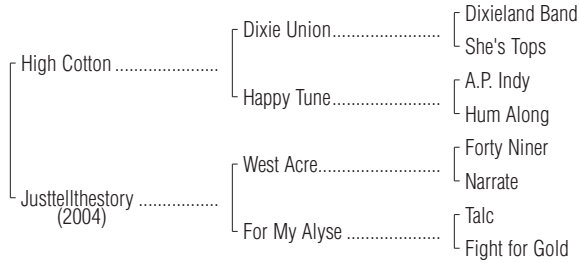 Dixieland Band
Dixie Union....................
She's Tops
High Cotton ....................
A.P. Indy
Happy Tune....................
Hum Along
Forty Niner
West Acre.......................
Narrate
Justtellthestory ...............
(2004)
Talc
For My Alyse .................
Fight for Gold